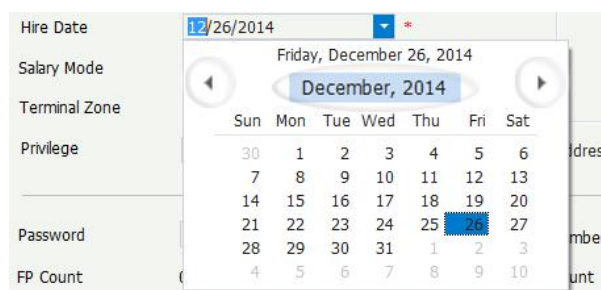 Hire Date 12/26/2014 *
Friday, December 26, 2014
Salary Mode
December, 2014
Terminal Zone
Sun Mon Tue Wed Thu Fri Sat
Privilege 30 1 2 3 4 5 6
7 8 9 10 11 12 13
14 15 16 17 18 19 20
Password 21 22 23 24 25 26 27
28 29 30 31 1 2 3
FP Count 4 5 6 7 8 9 10